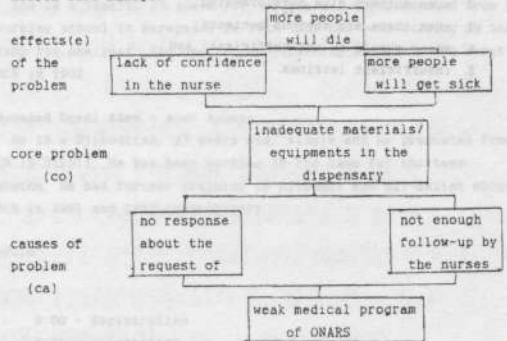 more people
will die
effects(e)
of the
problem
lack of confidence
in the nurse
more people
will get sick
core problem
(co)
inadequate materials/
equipments in the
dispensary
causes of
problem
(ca)
no response
about the
request of
not enough
follow-up by
the nurses
weak medical program
of ONARS